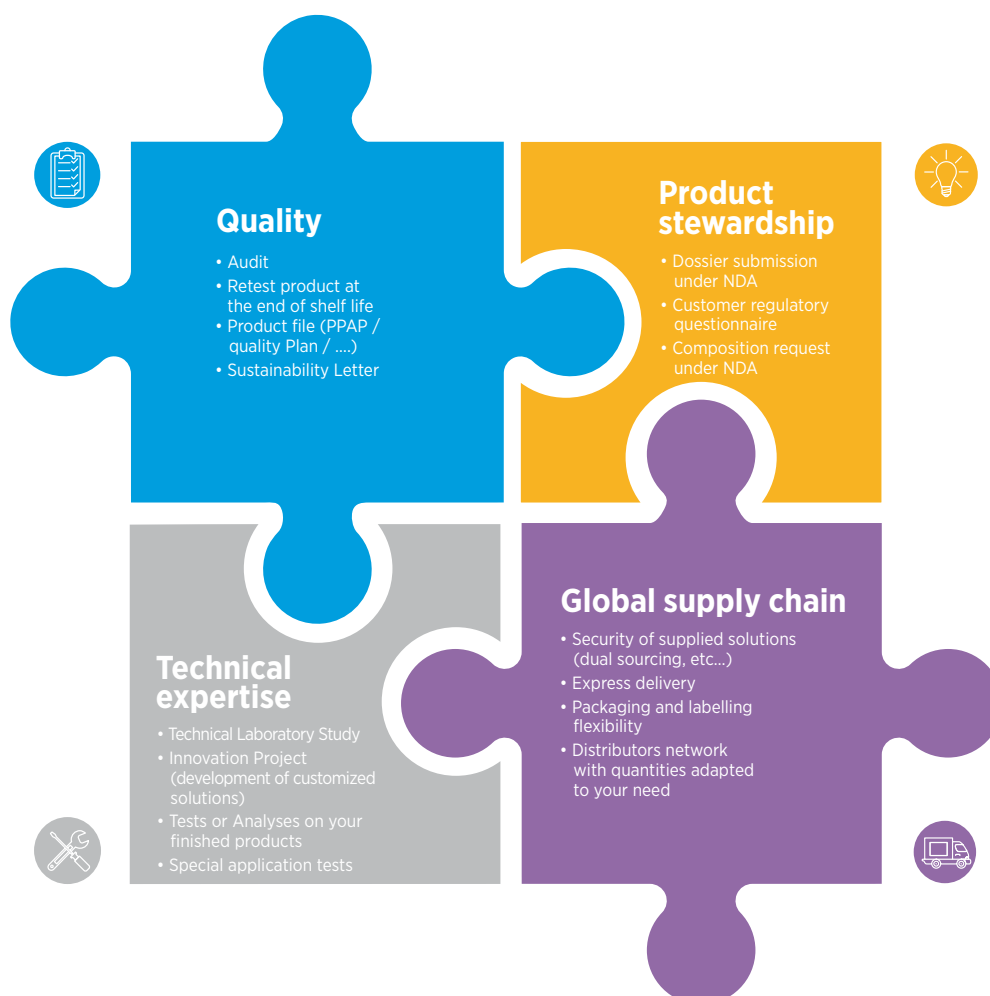 Quality
• Audit
• Retest product at
the end of shelf life
• Product file (PPAP /
quality Plan / ....)
• Sustainability Letter
Product
stewardship
• Dossier submission
under NDA
• Customer regulatory
questionnaire
• Composition request
under NDA
Technical
expertise
• Technical Laboratory Study
• Innovation Project
(development of customized
solutions)
• Tests or Analyses on your
finished products
• Special application tests
Global supply chain
• Security of supplied solutions
(dual sourcing, etc...)
• Express delivery
• Packaging and labelling
flexibility
• Distributors network
with quantities adapted
to your need